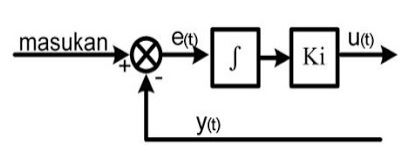 masukan
+
-
e(t)
∫
Ki
u(t)
y(t)